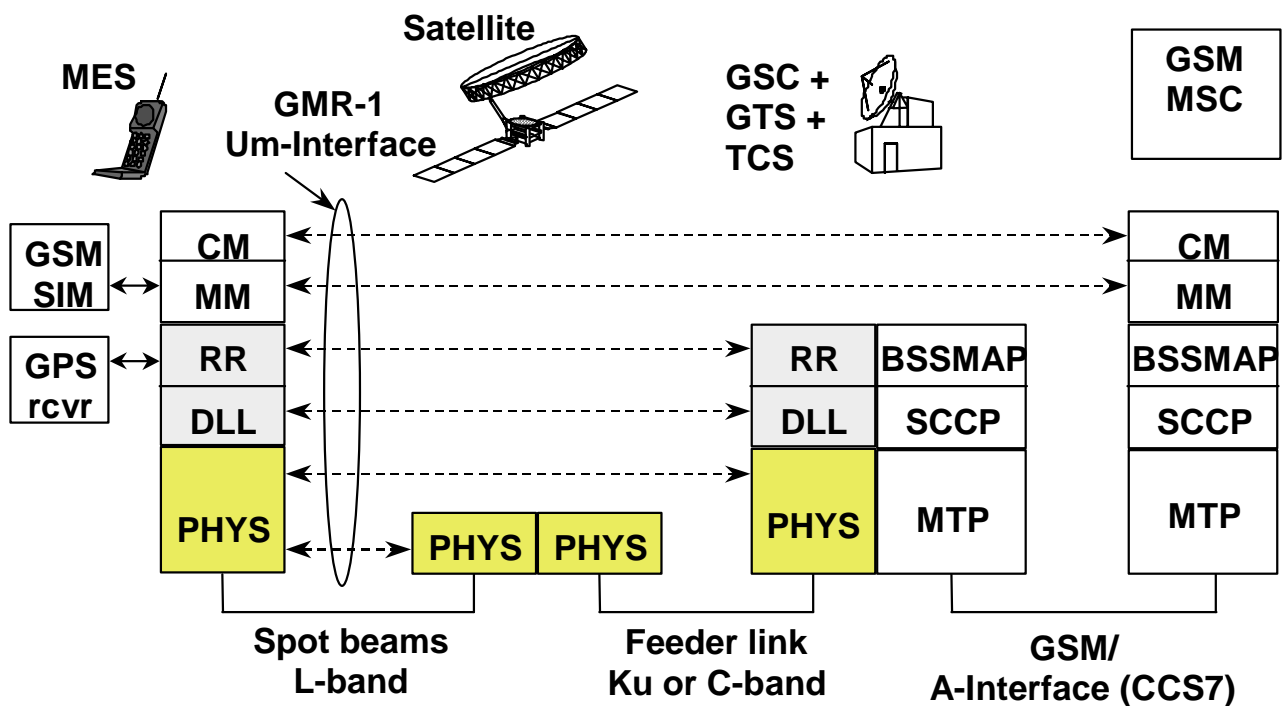 Satellite
MES
GMR-1
Um-Interface
GSC +
GTS +
TCS
GSM
MSC
GSM
SIM
GPS
rcvr
CM
MM
RR
DLL
PHYS
PHYS
PHYS
RR
DLL
PHYS
BSSMAP
SCCP
MTP
CM
MM
BSSMAP
SCCP
MTP
Spot beams
L-band
Feeder link
Ku or C-band
GSM/
A-Interface (CCS7)